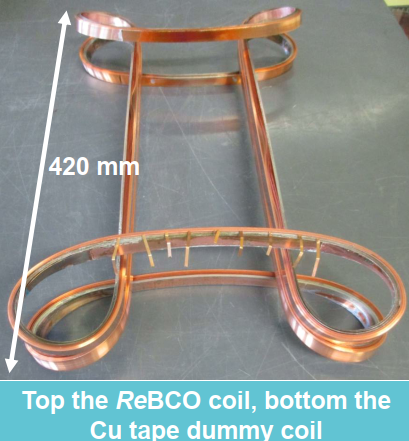 420 mm
Top the ReBCO coil, bottom the
Cu tape dummy coil